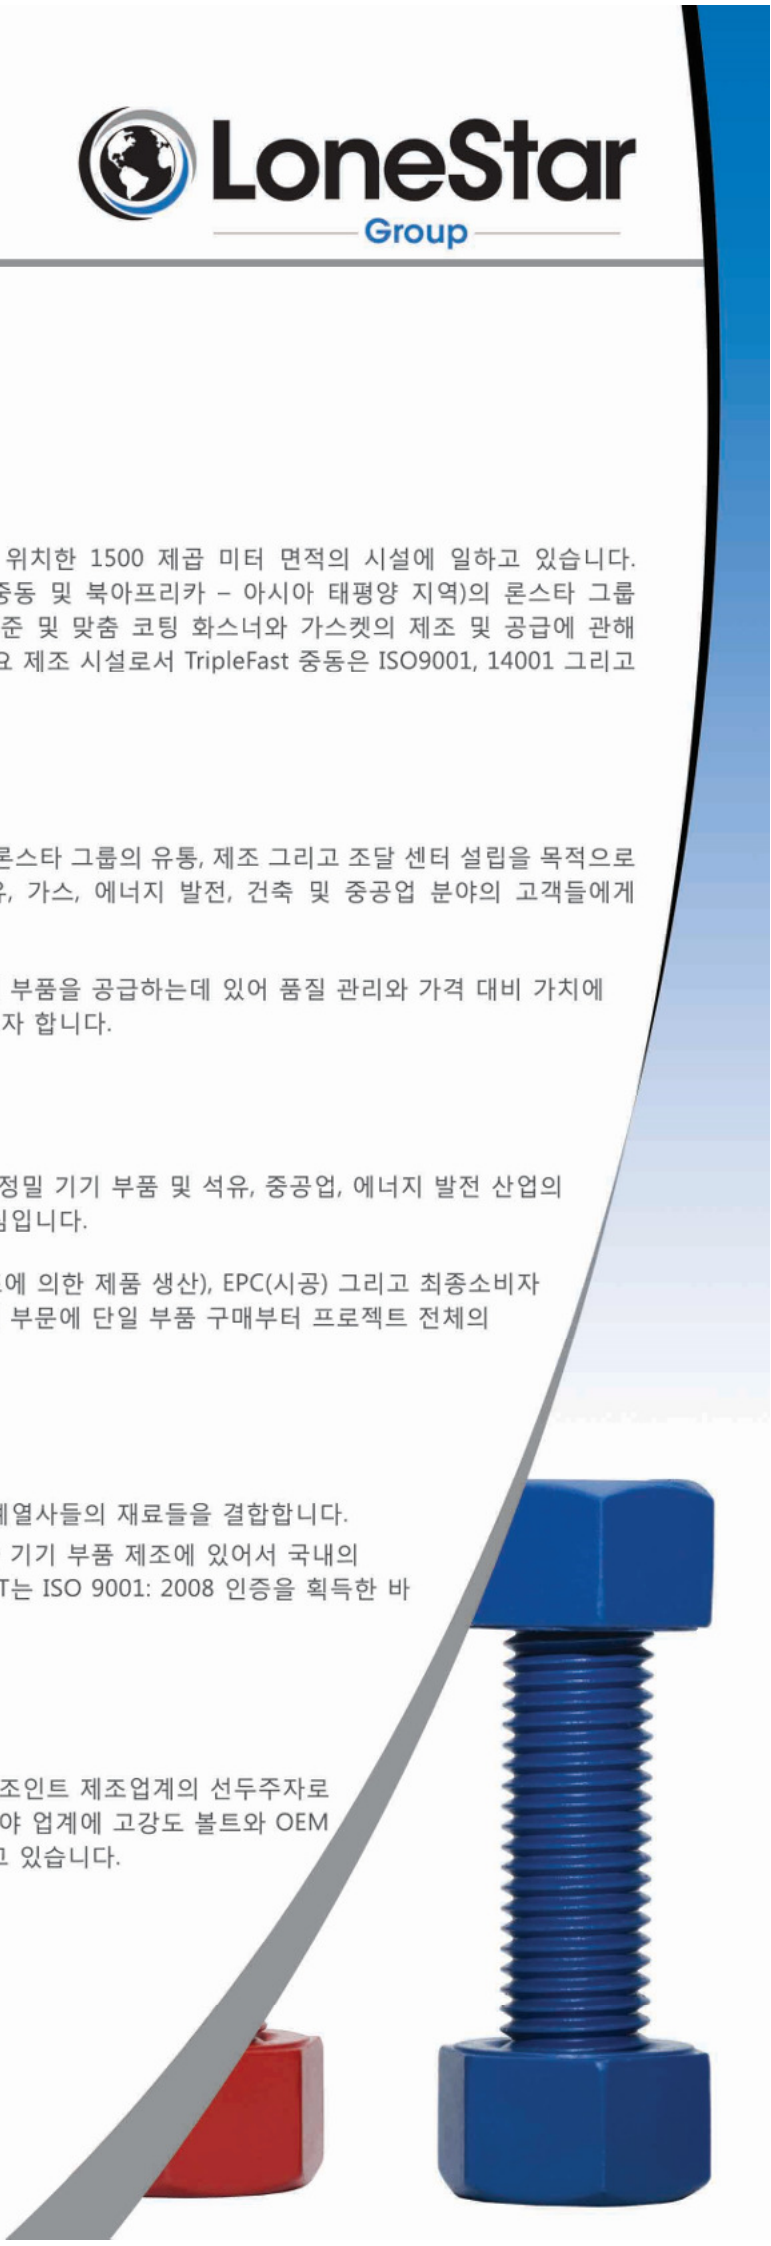 LoneStar
Group
위치한 1500 제곱 미터 면적의 시설에 일하고 있습니다.
중동 및 북아프리카 – 아시아 태평양 지역)의 론스타 그룹
준 및 맞춤 코팅 화스너와 가스켓의 제조 및 공급에 관해
요 제조 시설로서 TripleFast 중동은 ISO9001, 14001 그리고
론스타 그룹의 유통, 제조 그리고 조달 센터 설립을 목적으로
유, 가스, 에너지 발전, 건축 및 중공업 분야의 고객들에게
부품을 공급하는데 있어 품질 관리와 가격 대비 가치에
자 합니다.
정밀 기기 부품 및 석유, 중공업, 에너지 발전 산업의
심입니다.
에 의한 제품 생산), EPC(시공) 그리고 최종소비자
부문에 단일 부품 구매부터 프로젝트 전체의
계열사들의 재료들을 결합합니다.
기기 부품 제조에 있어서 국내의
T는 ISO 9001: 2008 인증을 획득한 바
조인트 제조업계의 선두주자로
야 업계에 고강도 볼트와 OEM
고 있습니다.